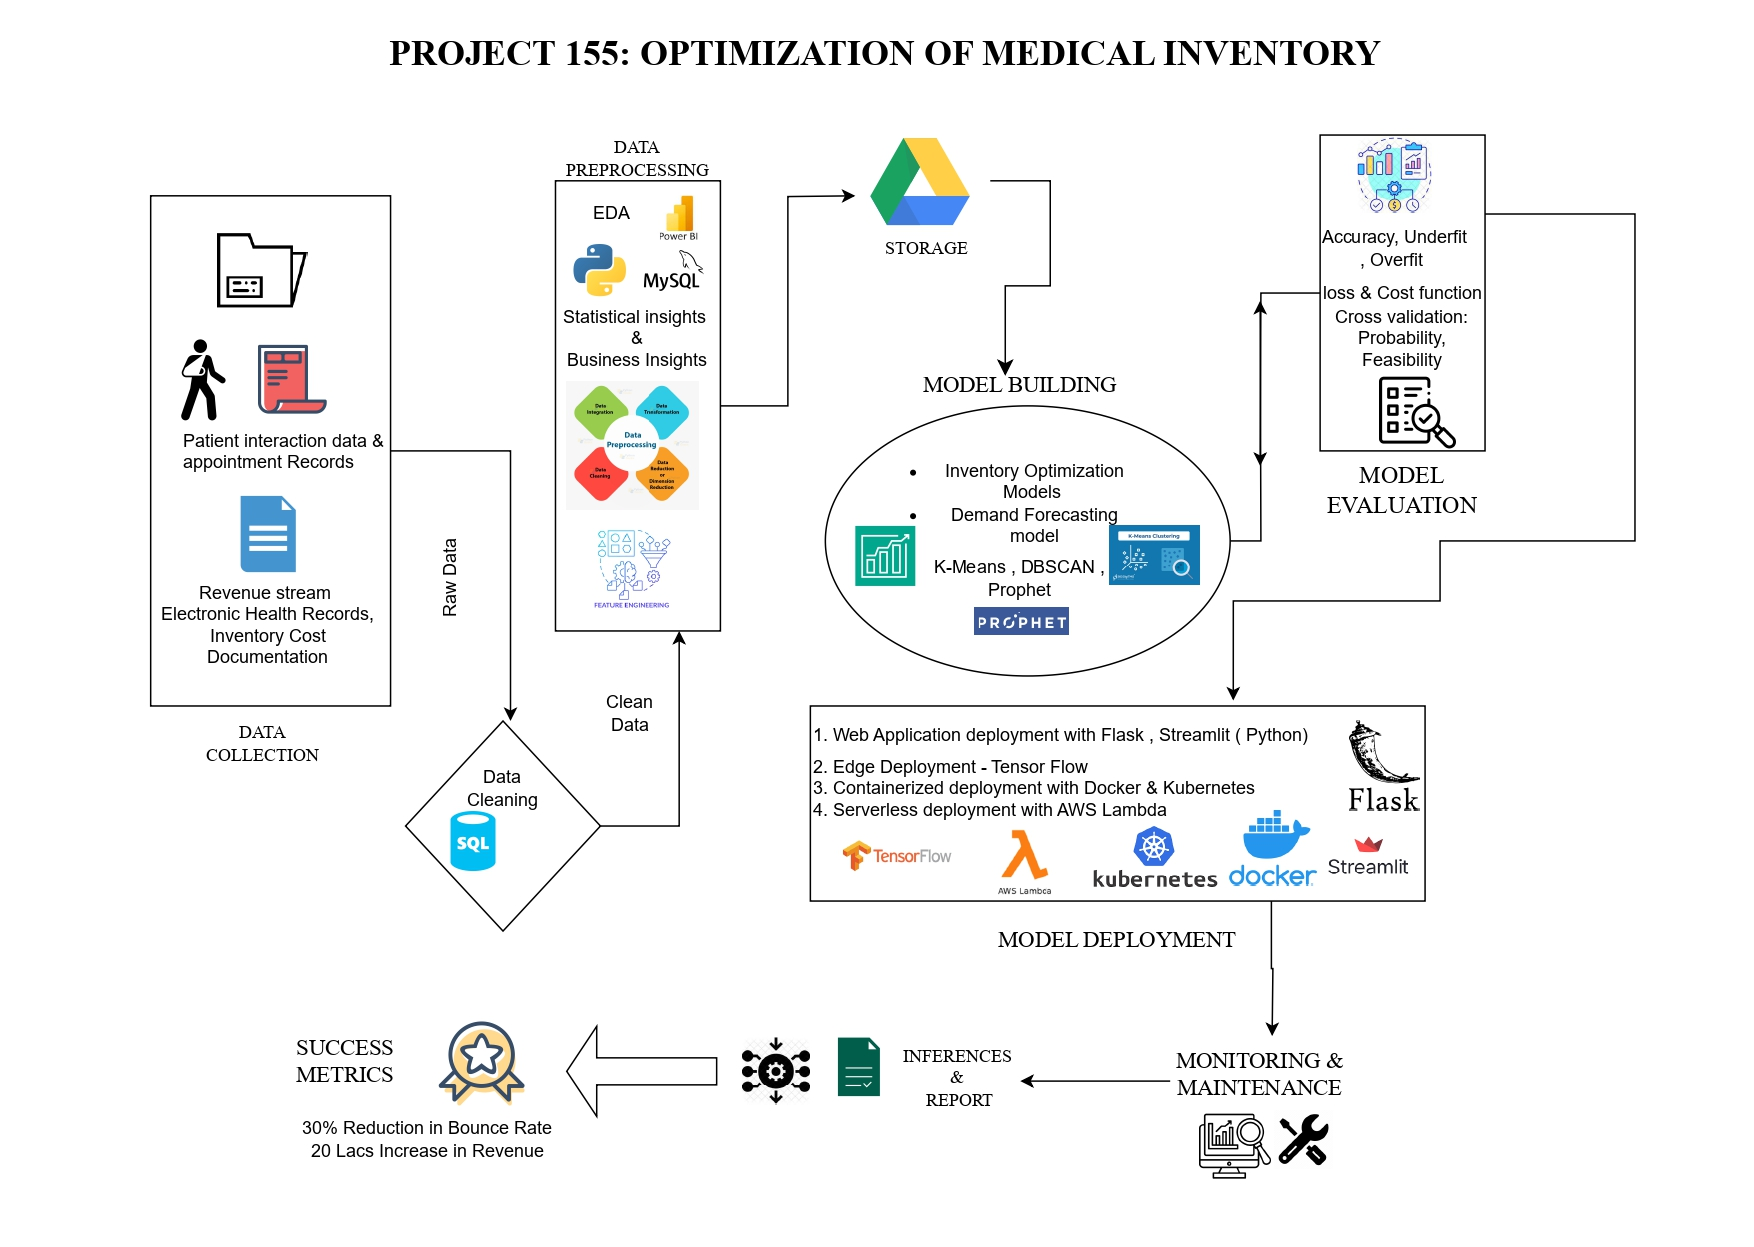 PROJECT 155: OPTIMIZATION OF MEDICAL INVENTORY
Patient interaction data &
appointment Records
Revenue stream
Electronic Health Records,
Inventory Cost
Documentation
DATA
COLLECTION
Raw Data
Data
Cleaning
SQL
Clean
Data
DATA
PREPROCESSING
EDA
Power BI
MySQL
Statistical insights
&
Business Insights
Data
Integration
Data
Transformation
Data
Preprocessing
Data
Cleaning
Data
Reduction
or
Dimension
Reduction
FEATURE ENGINEERING
STORAGE
MODEL BUILDING
• Inventory Optimization
Models
• Demand Forecasting
model
K-Means Clustering
K-Means , DBSCAN ,
Prophet
PROPHET
Accuracy, Underfit
, Overfit
loss & Cost function
Cross validation:
Probability,
Feasibility
MODEL
EVALUATION
1. Web Application deployment with Flask , Streamlit ( Python)
2. Edge Deployment - Tensor Flow
3. Containerized deployment with Docker & Kubernetes
4. Serverless deployment with AWS Lambda
Flask
TensorFlow
AWS Lambca
kubernetes
docker
Streamlit
MODEL DEPLOYMENT
MONITORING &
MAINTENANCE
INFERENCES
&
REPORT
SUCCESS
METRICS
30% Reduction in Bounce Rate
20 Lacs Increase in Revenue